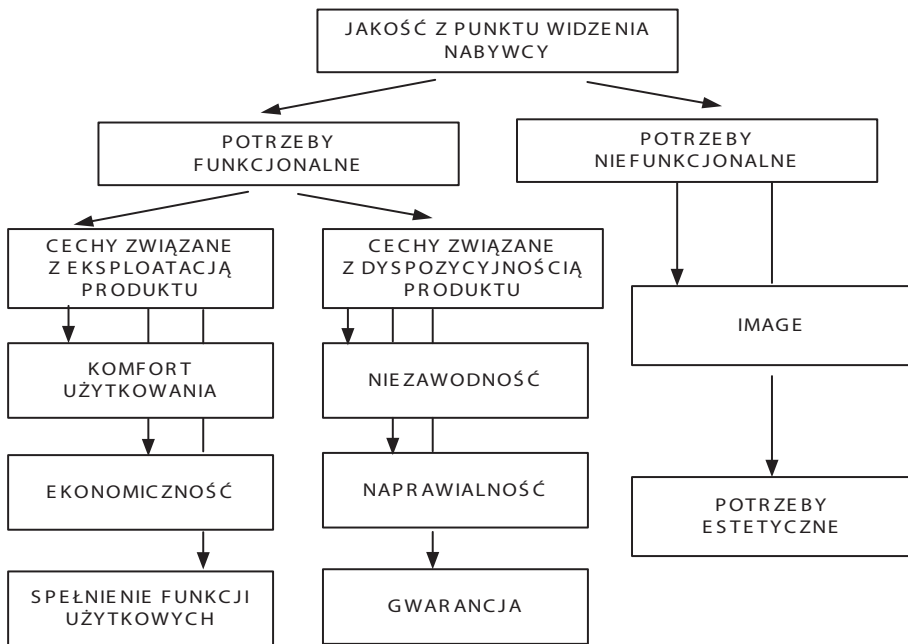 JAKOŚĆ Z PUNKTU WIDZENIA
NABYWCY
POTRZEBY
FUNKCJONALNE
POTRZEBY
NIEFUNKCJONALNE
CECHY ZWIĄZANE
Z EKSPLOATACJĄ
PRODUKTU
CECHY ZWIĄZANE
Z DYSPOZYCYJNOŚCIĄ
PRODUKTU
IMAGE
KOMFORT
UŻYTKOWANIA
NIEZAWODNOŚĆ
EKONOMICZNOŚĆ
NAPRAWIALNOŚĆ
POTRZEBY
ESTETYCZNE
SPEŁNIENIE FUNKCJI
UŻYTKOWYCH
GWARANCJA